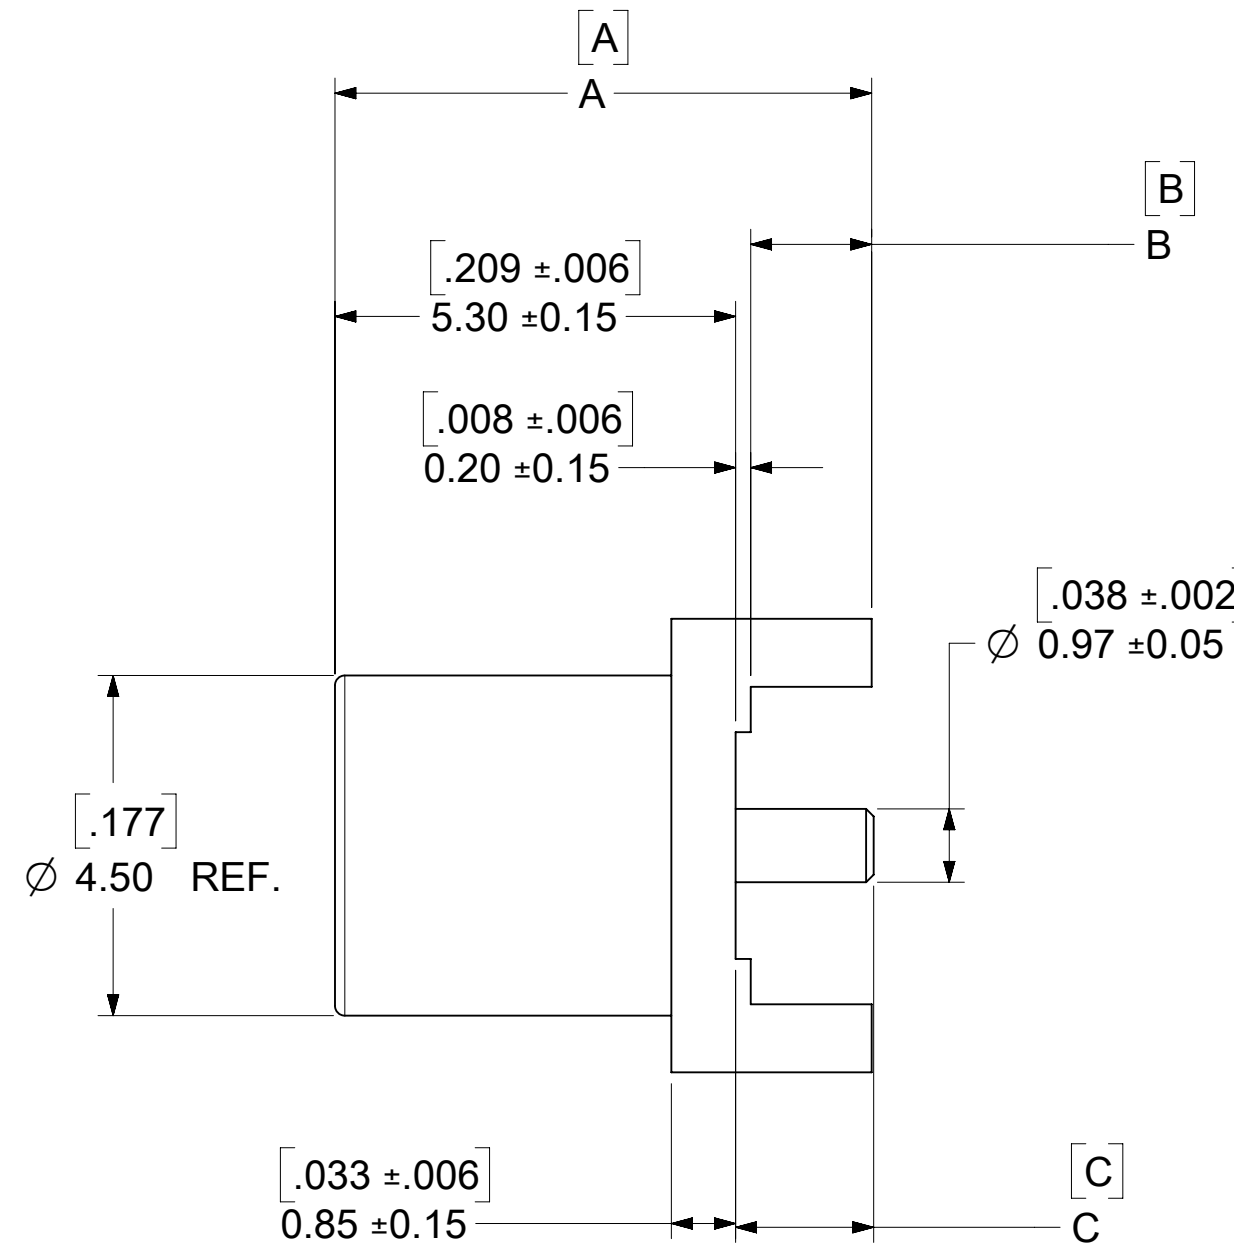 [A]
A
[B]
B
[.209 ±.006]
5.30 ±0.15
[.008 ±.006]
0.20 ±0.15
[.038 ±.002]
Ø 0.97 ±0.05
[.177]
Ø 4.50 REF.
[.033 ±.006]
0.85 ±0.15
[C]
C